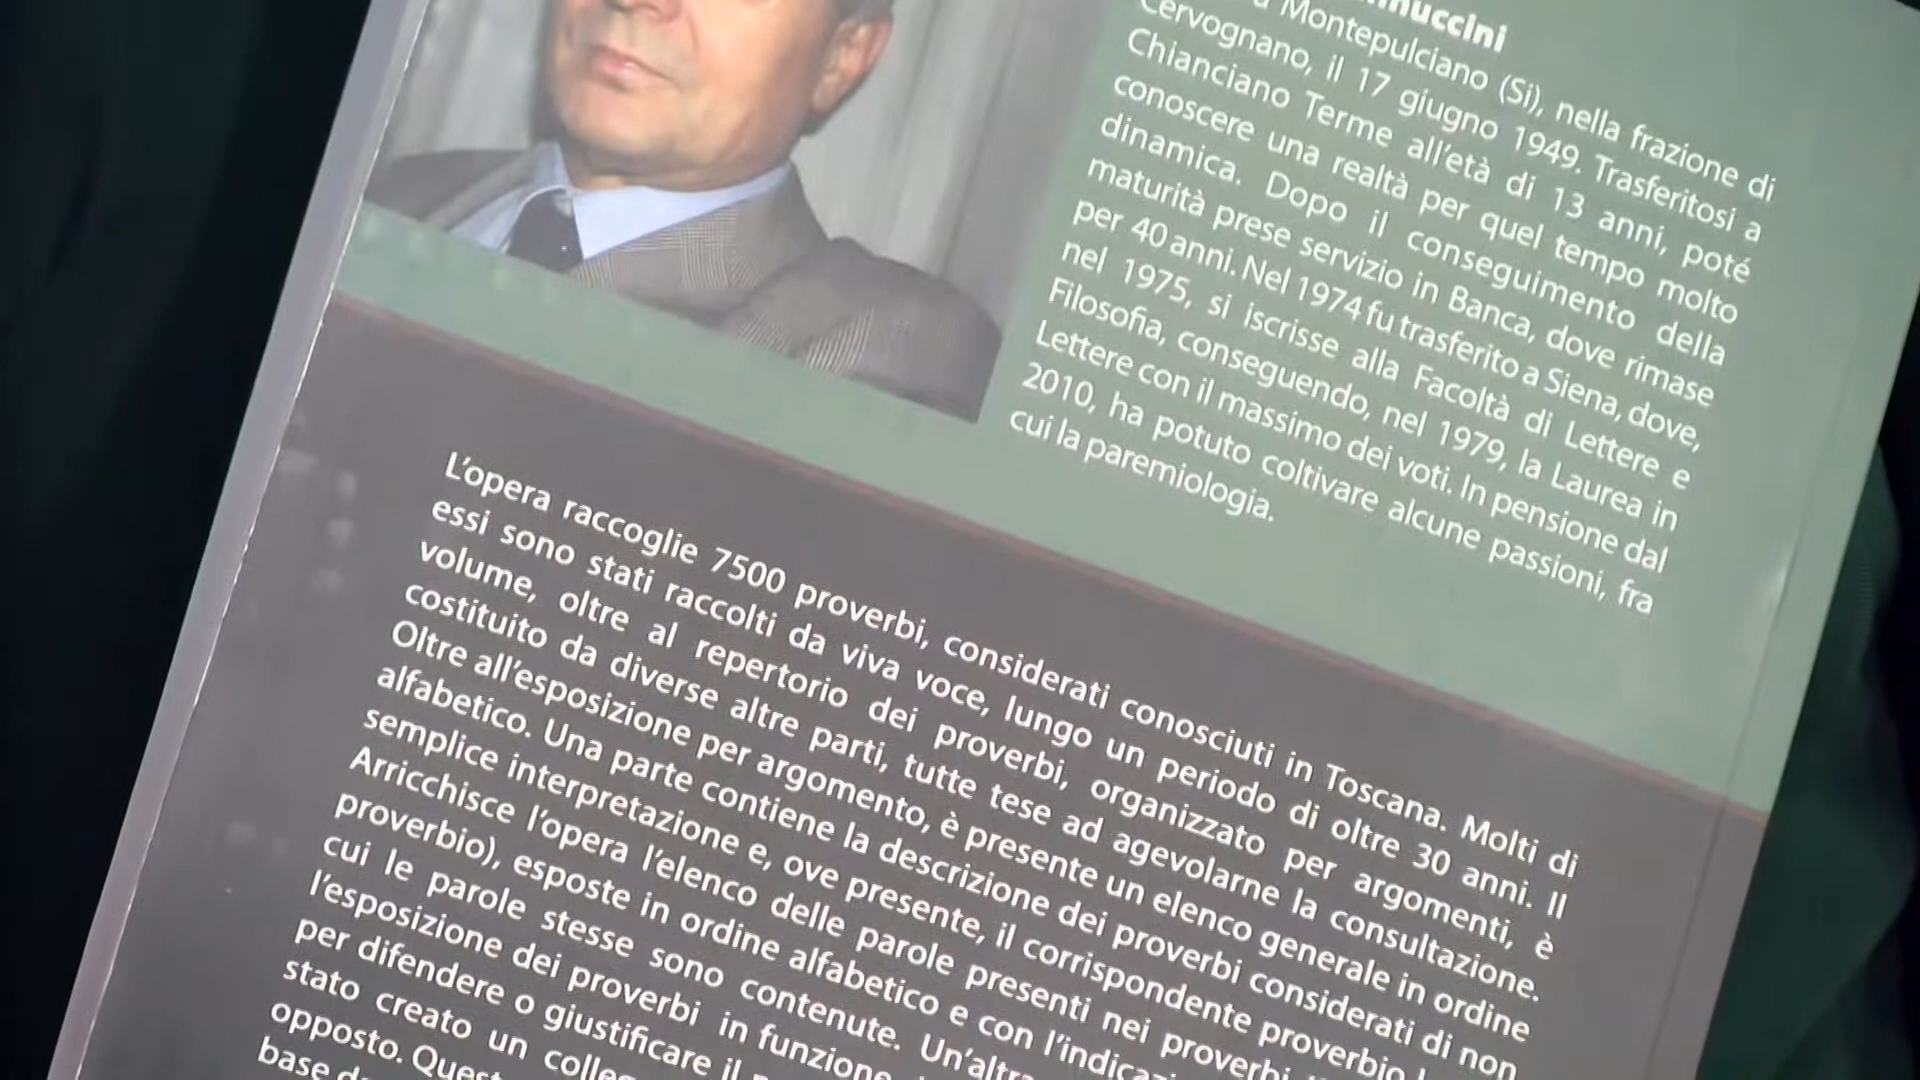 Montepulciano (Si), nella frazione di
Cervognano, il 17 giugno 1949. Trasferitosi a
Chianciano Terme all'età di 13 anni, poté
conoscere una realtà per quel tempo molto
dinamica. Dopo il conseguimento della
maturità prese servizio in Banca, dove rimase
per 40 anni. Nel 1974 fu trasferito a Siena, dove,
nel 1975, si iscrisse alla Facoltà di Lettere e
Filosofia, conseguendo, nel 1979, la Laurea in
Lettere con il massimo dei voti. In pensione dal
2010, ha potuto coltivare alcune passioni, fra
cui la paremiologia.
L'opera raccoglie 7500 proverbi, considerati conosciuti in Toscana. Molti di
essi sono stati raccolti da viva voce, lungo un periodo di oltre 30 anni. Il
volume, oltre al repertorio dei proverbi, organizzato per argomenti, è
costituito da diverse altre parti, tutte tese ad agevolarne la consultazione.
Oltre all'esposizione per argomento, è presente un elenco generale in ordine
alfabetico. Una parte contiene la descrizione dei proverbi considerati di non
semplice interpretazione e, ove presente, il corrispondente proverbio
Arricchisce l'opera l'elenco delle parole presenti nei proverbi
proverbio), esposte in ordine alfabetico e con
cui le parole stesse sono contenute.
l'esposizione dei proverbi in funzione
per difendere o giustificare il
stato creato un
opposto.
base